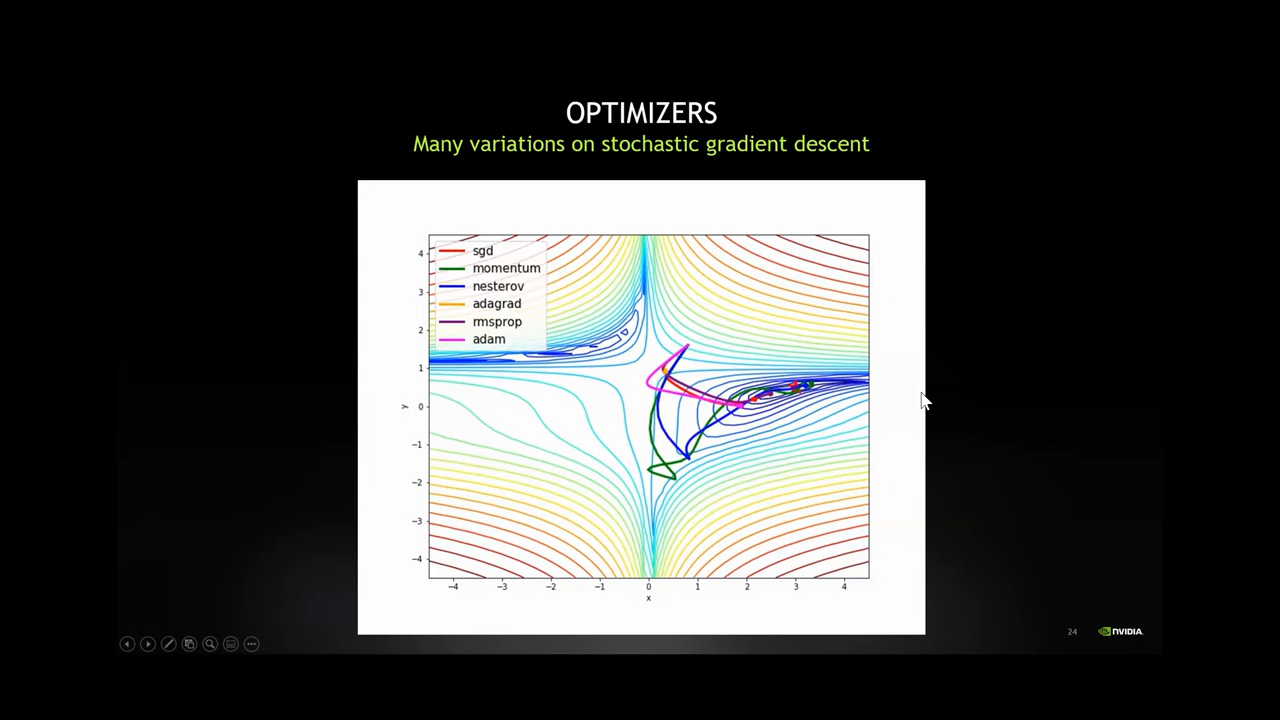 OPTIMIZERS
Many variations on stochastic gradient descent
sgd
momentum
nesterov
adagrad
rmsprop
adam
4
3
2
1
0
−1
−2
−3
−4
y
−4 −3 −2 −1 0 1 2 3 4
x
24 NVIDIA.